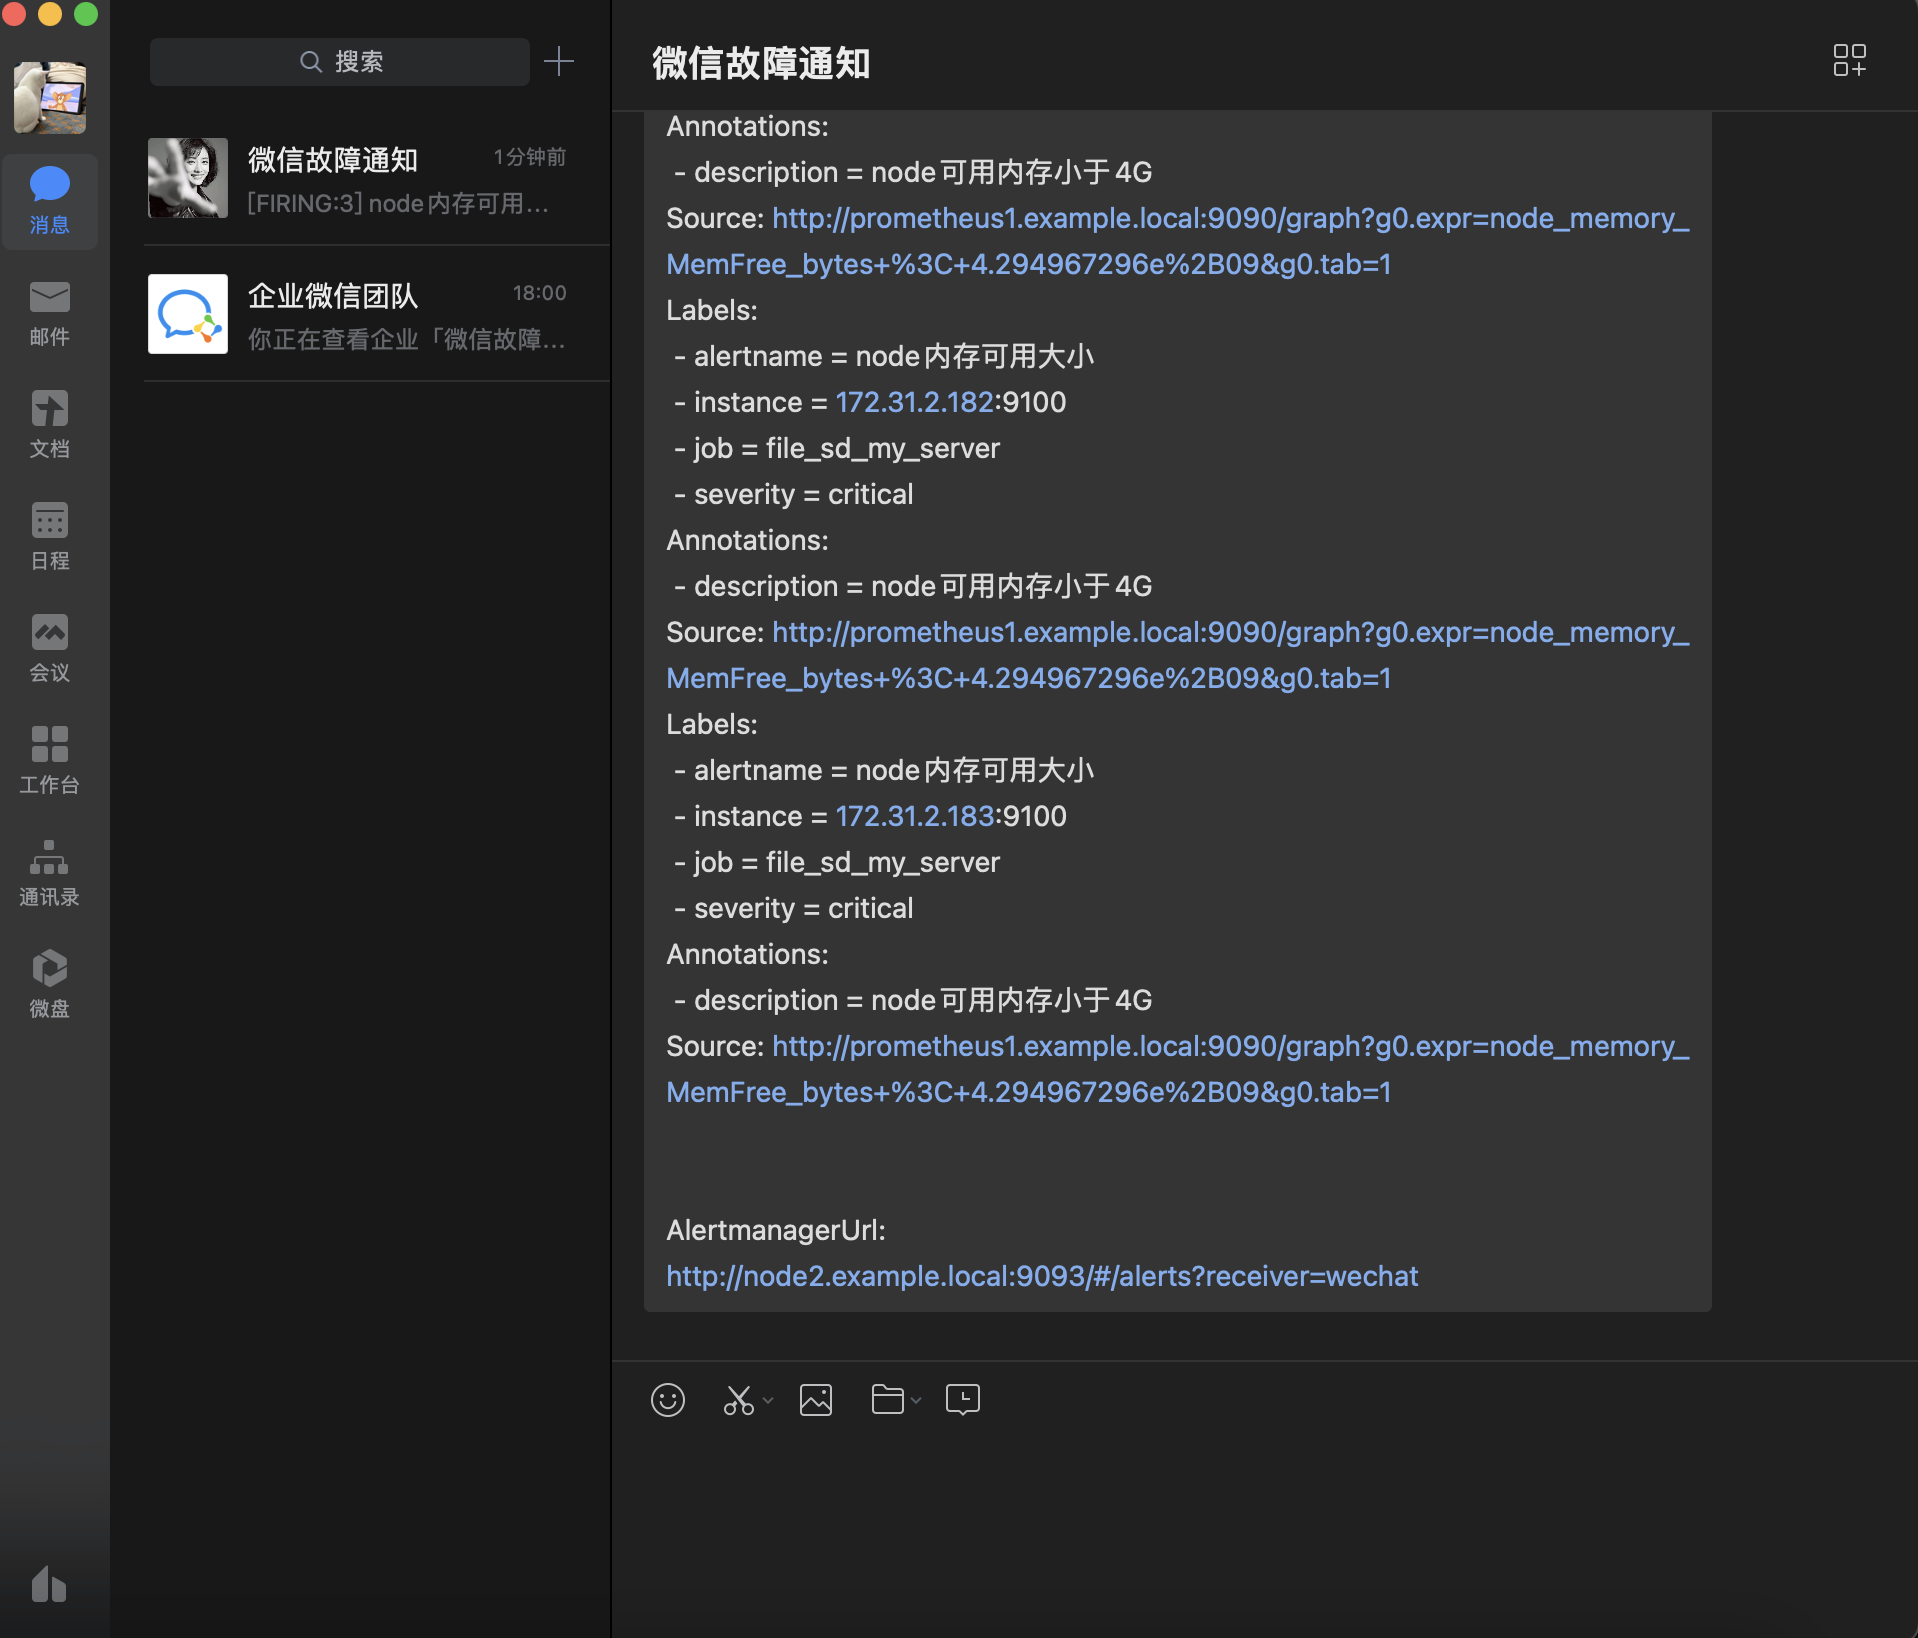 搜索
微信故障通知
1分钟前
[FIRING:3] node内存可用...
企业微信团队
18:00
你正在查看企业「微信故障...
消息
邮件
文档
日程
会议
工作台
通讯录
微盘
微信故障通知
Annotations:
- description = node可用内存小于4G
Source: http://prometheus1.example.local:9090/graph?g0.expr=node_memory_
MemFree_bytes+%3C+4.294967296e%2B09&g0.tab=1
Labels:
- alertname = node内存可用大小
- instance = 172.31.2.182:9100
- job = file_sd_my_server
- severity = critical
Annotations:
- description = node可用内存小于4G
Source: http://prometheus1.example.local:9090/graph?g0.expr=node_memory_
MemFree_bytes+%3C+4.294967296e%2B09&g0.tab=1
Labels:
- alertname = node内存可用大小
- instance = 172.31.2.183:9100
- job = file_sd_my_server
- severity = critical
Annotations:
- description = node可用内存小于4G
Source: http://prometheus1.example.local:9090/graph?g0.expr=node_memory_
MemFree_bytes+%3C+4.294967296e%2B09&g0.tab=1
AlertmanagerUrl:
http://node2.example.local:9093/#/alerts?receiver=wechat